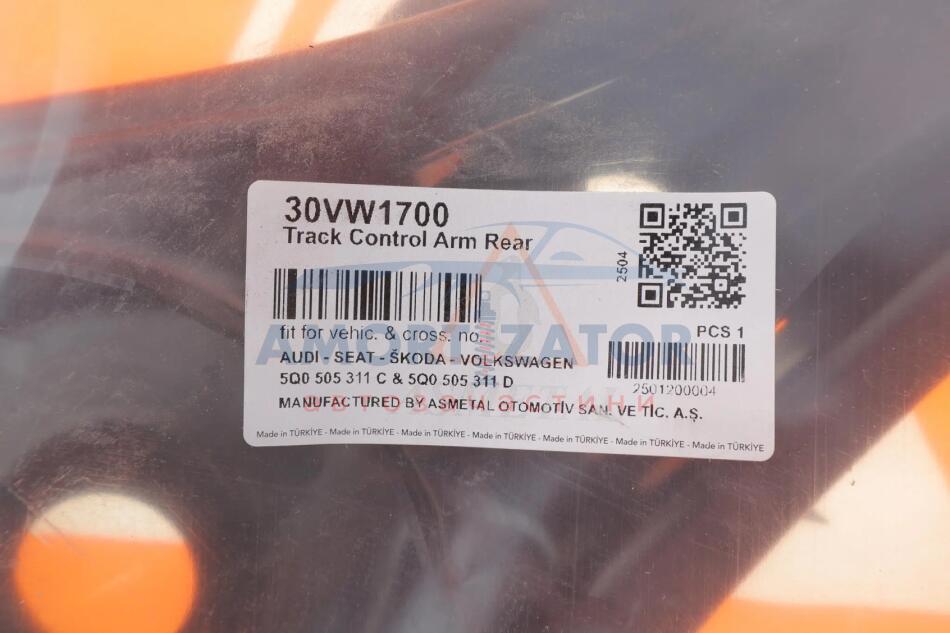 30VW1700
Track Control Arm Rear
2504
fit for vehic. & cross. no.
PCS 1
AMORTIZATOR
AUDI - SEAT - ŠKODA - VOLKSWAGEN
5Q0 505 311 C & 5Q0 505 311 D
2501200004
автозапчастини
MANUFACTURED BY ASMETAL OTOMOTİV SAN. VE TİC. A.Ş.
Made in TÜRKİYE - Made in TÜRKİYE - Made in TÜRKİYE - Made in TÜRKİYE - Made in TÜRKİYE - Made in TÜRKİYE - Made in TÜRKİYE